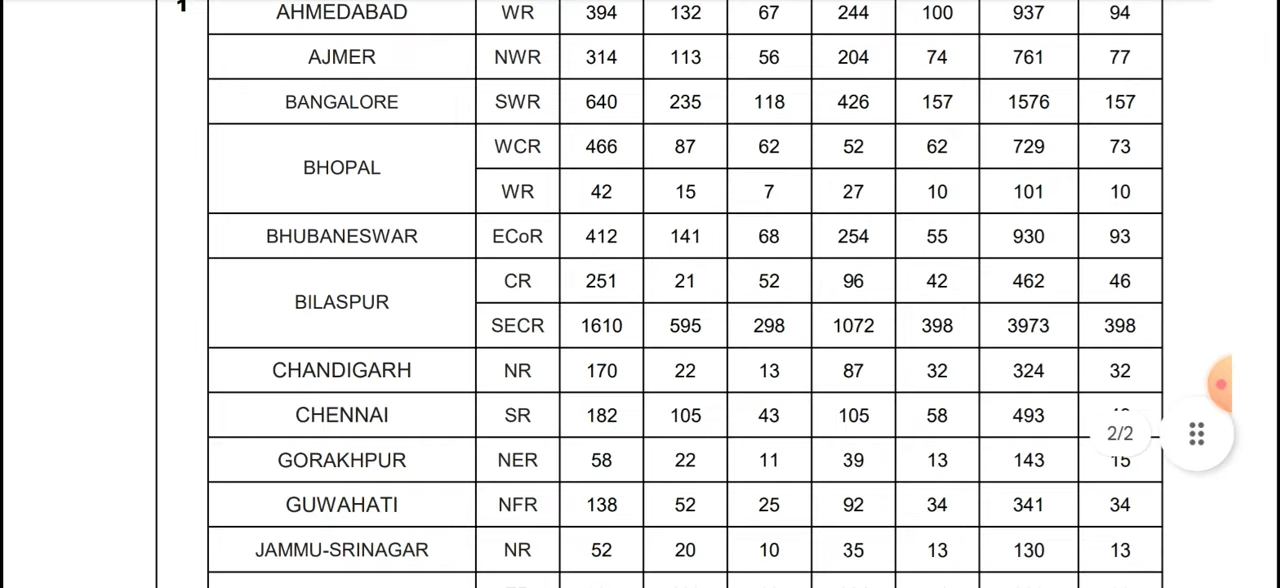 1
AHMEDABAD WR 394 132 67 244 100 937 94
AJMER NWR 314 113 56 204 74 761 77
BANGALORE SWR 640 235 118 426 157 1576 157
BHOPAL WCR 466 87 62 52 62 729 73
WR 42 15 7 27 10 101 10
BHUBANESWAR ECoR 412 141 68 254 55 930 93
BILASPUR CR 251 21 52 96 42 462 46
SECR 1610 595 298 1072 398 3973 398
CHANDIGARH NR 170 22 13 87 32 324 32
CHENNAI SR 182 105 43 105 58 493
2/2
GORAKHPUR NER 58 22 11 39 13 143 15
GUWAHATI NFR 138 52 25 92 34 341 34
JAMMU-SRINAGAR NR 52 20 10 35 13 130 13